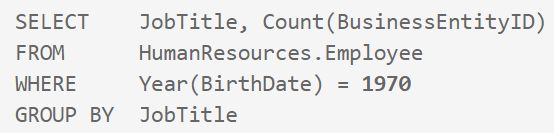 SELECT JobTitle, Count(BusinessEntityID)
FROM HumanResources.Employee
WHERE Year(BirthDate) = 1970
GROUP BY JobTitle